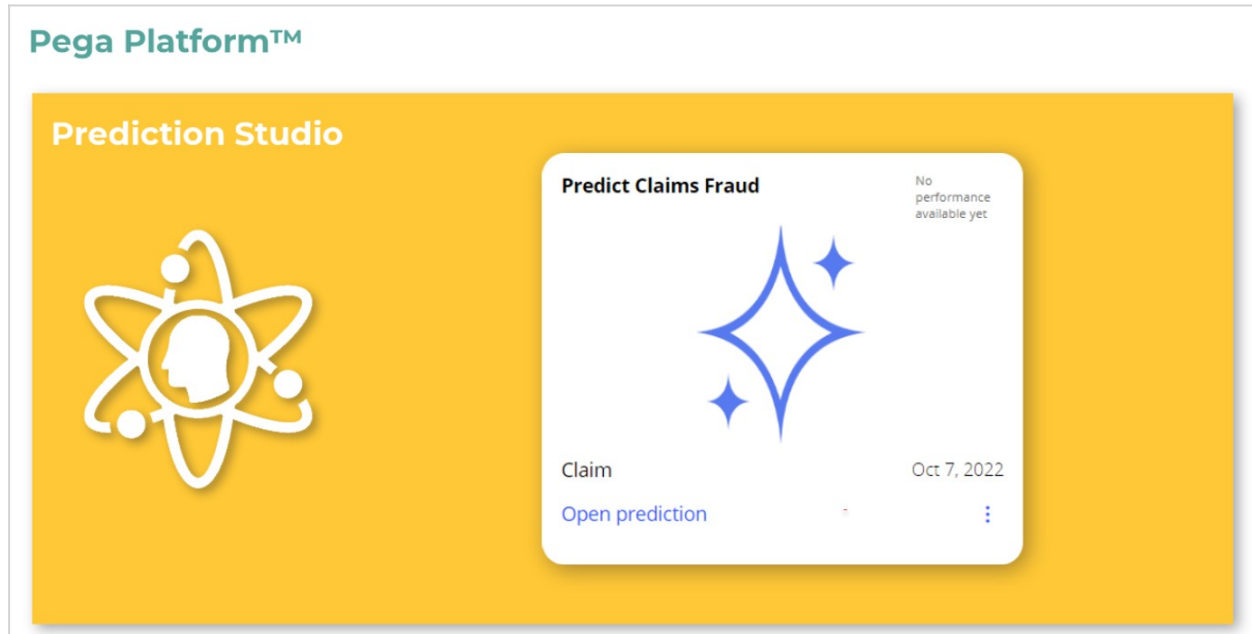 Pega Platform™
Prediction Studio
Predict Claims Fraud
No
performance
available yet
Claim
Oct 7, 2022
Open prediction